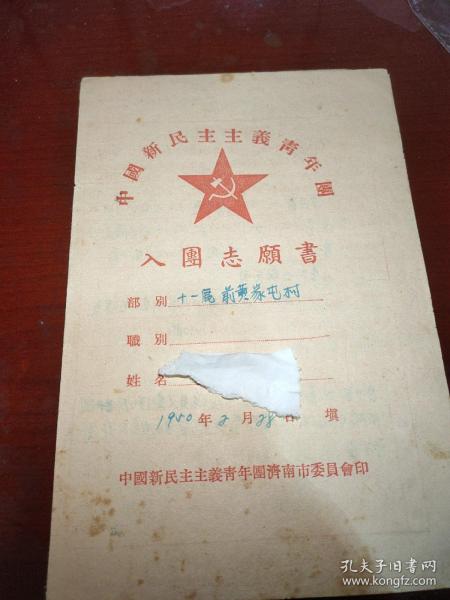 中國新民主主義青年團
入團志願書
部別 十一區前黃家屯村
職別
姓名
1950年2月28日 填
中國新民主主義青年團濟南市委員會印
孔夫子旧书网
www.kongfz.com